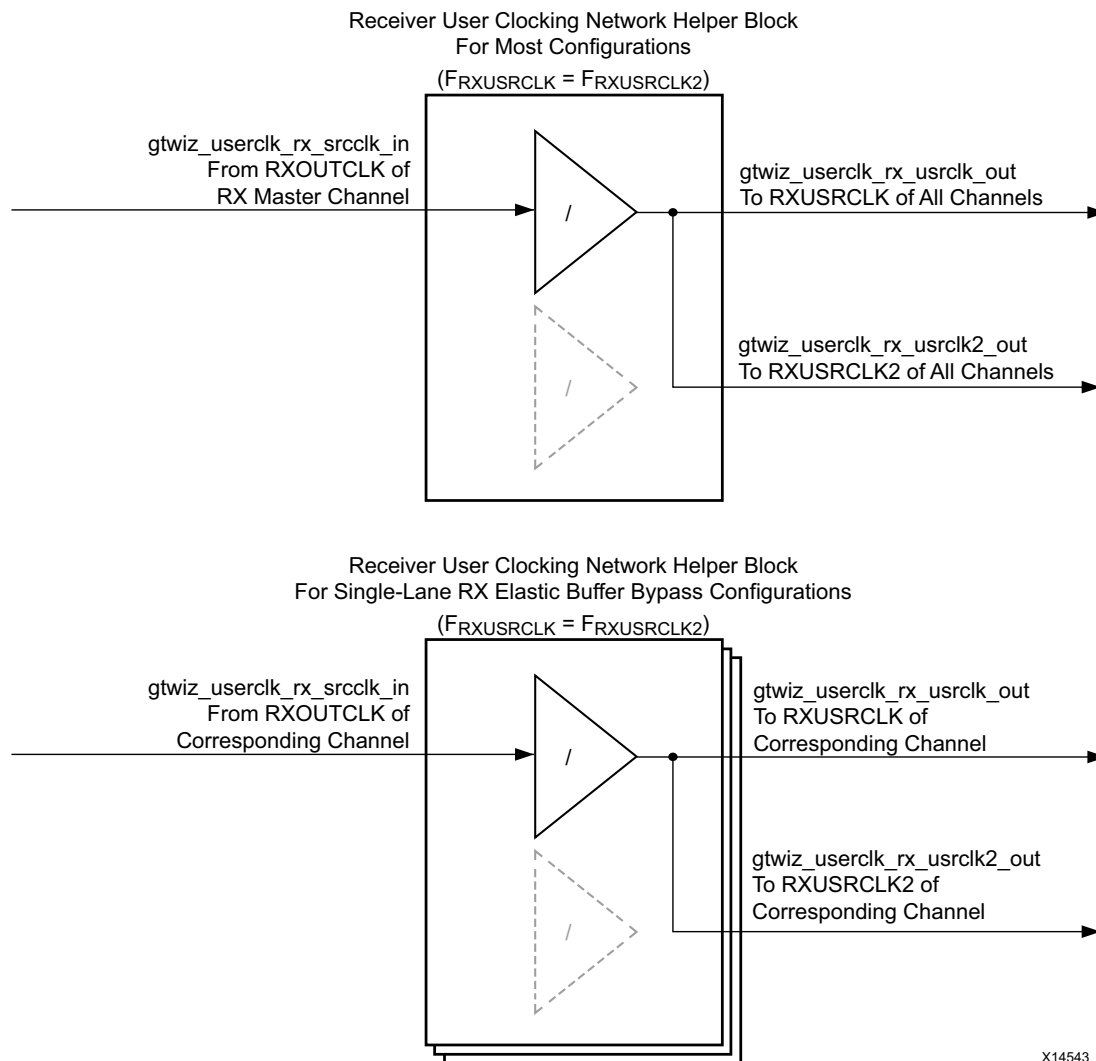 Receiver User Clocking Network Helper Block
For Most Configurations
(FRXUSRCLK = FRXUSRCLK2)
gtwiz_userclk_rx_srcclk_in
From RXOUTCLK of
RX Master Channel
/
gtwiz_userclk_rx_usrclk_out
To RXUSRCLK of All Channels
/
gtwiz_userclk_rx_usrclk2_out
To RXUSRCLK2 of All Channels
Receiver User Clocking Network Helper Block
For Single-Lane RX Elastic Buffer Bypass Configurations
(FRXUSRCLK = FRXUSRCLK2)
gtwiz_userclk_rx_srcclk_in
From RXOUTCLK of
Corresponding Channel
/
gtwiz_userclk_rx_usrclk_out
To RXUSRCLK of
Corresponding Channel
/
gtwiz_userclk_rx_usrclk2_out
To RXUSRCLK2 of
Corresponding Channel
X14543